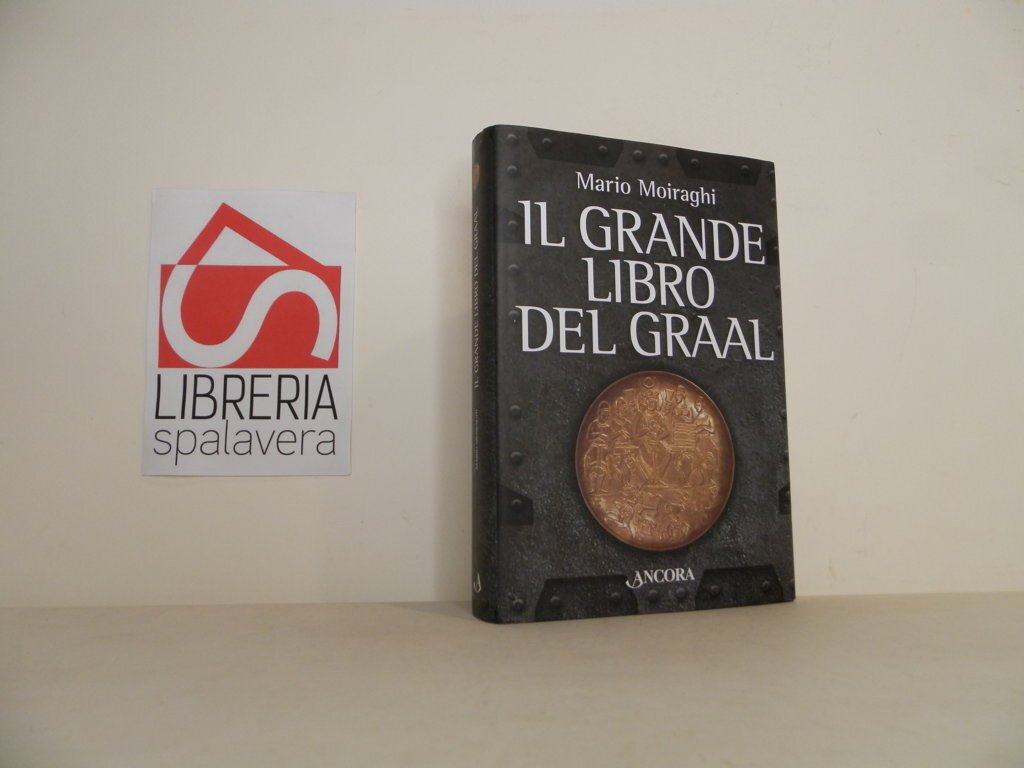 LIBRERIA
spalavera
IL GRANDE LIBRO DEL GRAAL
Mario Moiraghi
IL GRANDE
LIBRO
DEL GRAAL
ANCORA